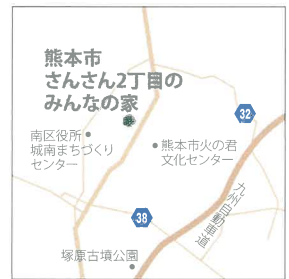 熊本市
さんさん2丁目の
みんなの家
32
南区役所
城南まちづくり
センター
熊本市火の君
文化センター
九州自動車道
38
塚原古墳公園